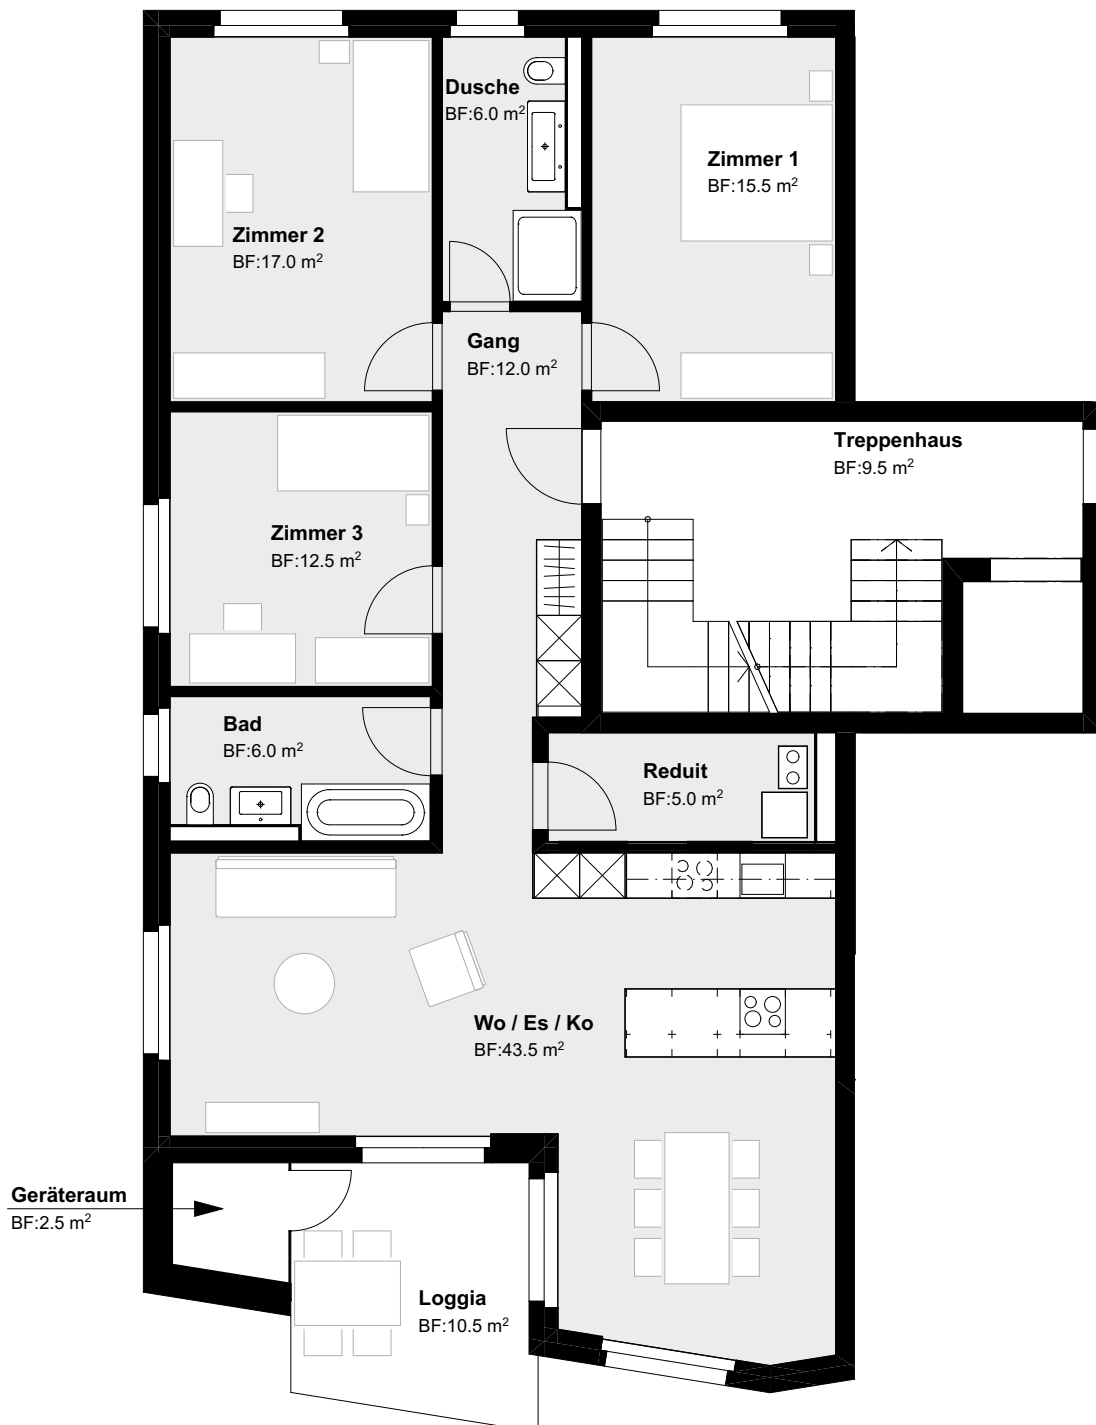 Dusche
BF:6.0 m²
Zimmer 1
BF:15.5 m²
Zimmer 2
BF:17.0 m²
Gang
BF:12.0 m²
Treppenhaus
BF:9.5 m²
Zimmer 3
BF:12.5 m²
Bad
BF:6.0 m²
Reduit
BF:5.0 m²
Wo / Es / Ko
BF:43.5 m²
Geräteraum
BF:2.5 m²
Loggia
BF:10.5 m²